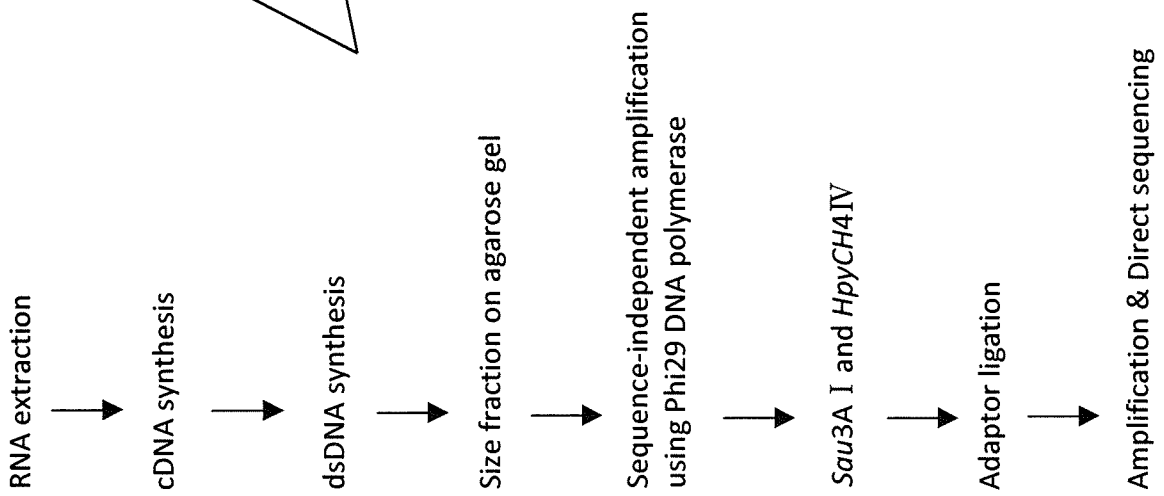 RNA extraction
cDNA synthesis
dsDNA synthesis
Size fraction on agarose gel
Sequence-independent amplification
using Phi29 DNA polymerase
Sau3A I and HpyCH4IV
Adaptor ligation
Amplification & Direct sequencing